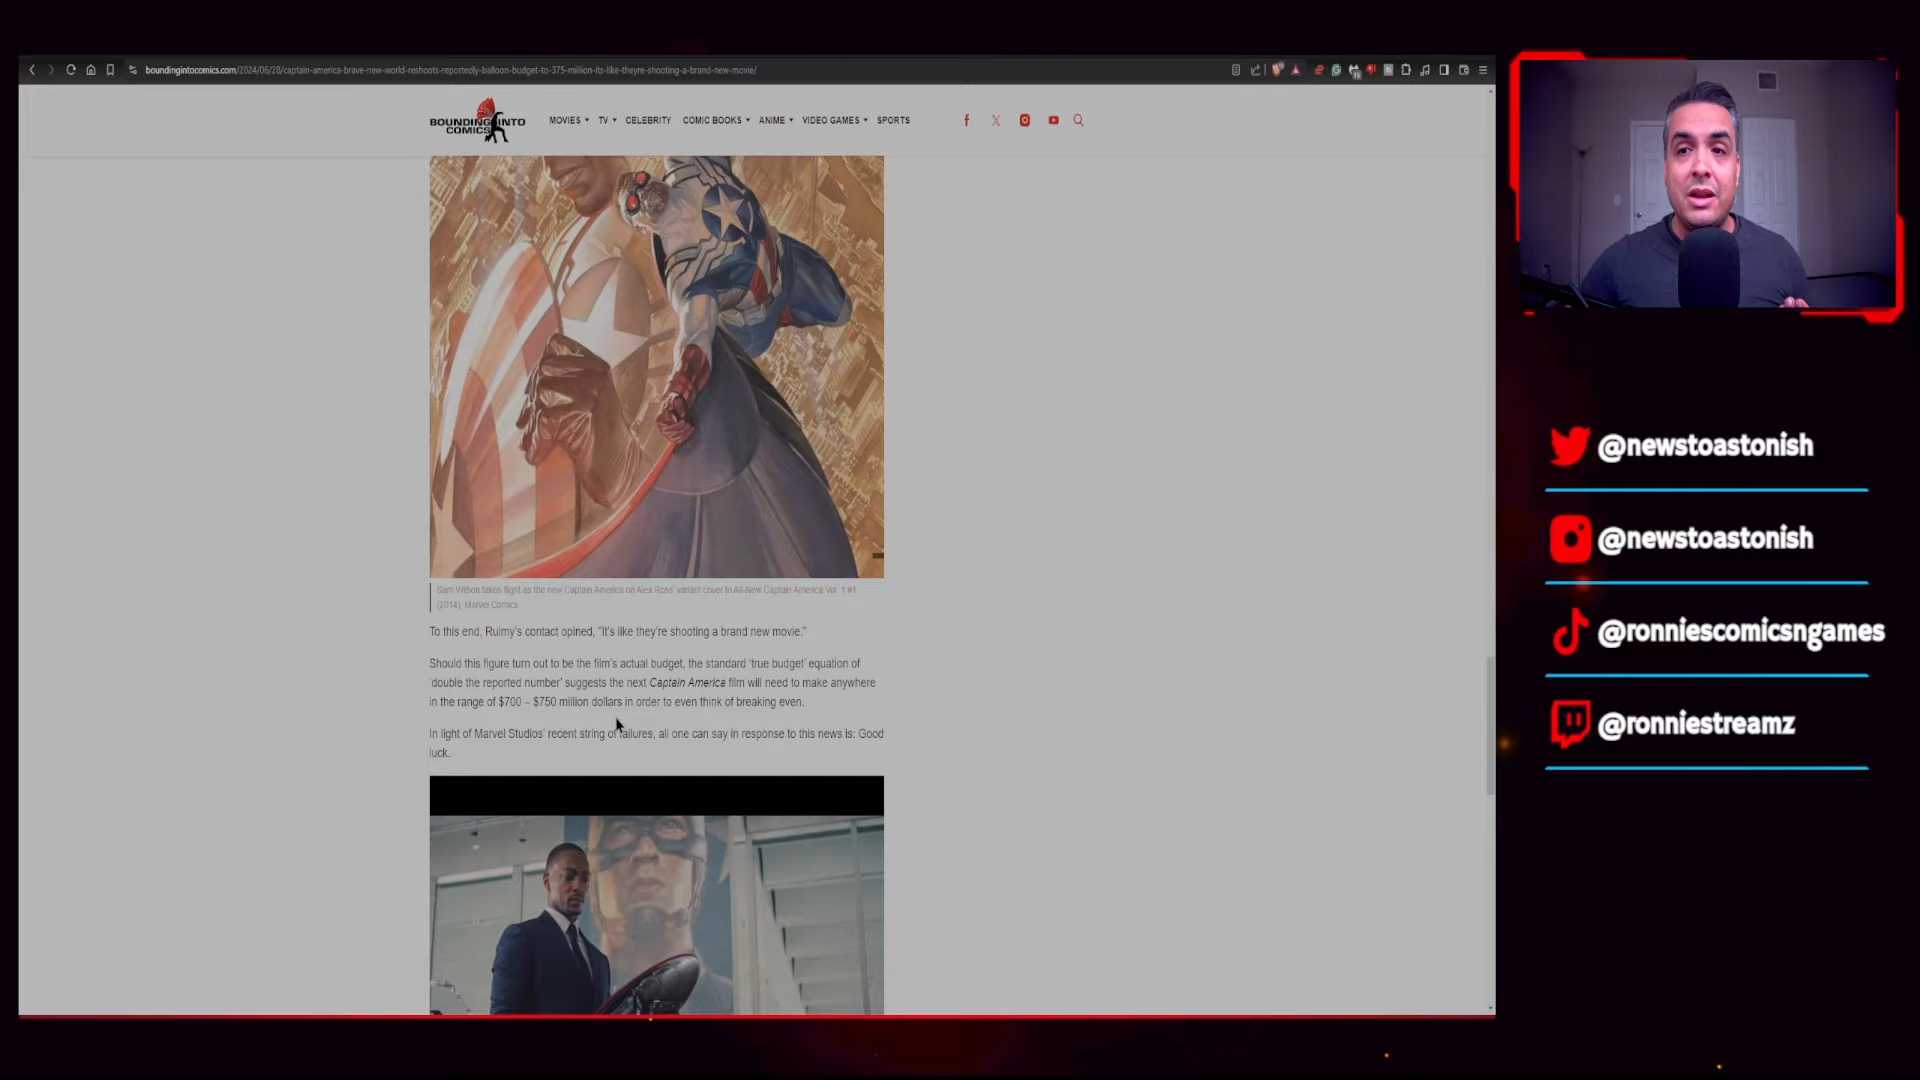 boundingintocomics.com/2024/06/28/captain-america-brave-new-world-reshoots-reportedly-balloon-budget-to-375-million-its-like-theyre-shooting-a-brand-new-movie/
BOUNDING INTO
COMICS
MOVIES
TV
CELEBRITY
COMIC BOOKS
ANIME
VIDEO GAMES
SPORTS
Sam Wilson takes flight as the new Captain America on Alex Ross' variant cover to All-New Captain America Vol. 1 #1
(2014), Marvel Comics
To this end, Ruimy's contact opined, "It's like they're shooting a brand new movie."
Should this figure turn out to be the film's actual budget, the standard 'true budget' equation of
'double the reported number' suggests the next Captain America film will need to make anywhere
in the range of $700 – $750 million dollars in order to even think of breaking even.
In light of Marvel Studios' recent string of failures, all one can say in response to this news is: Good
luck.
@newstoastonish
@newstoastonish
@ronniescomicsngames
@ronniestreamz